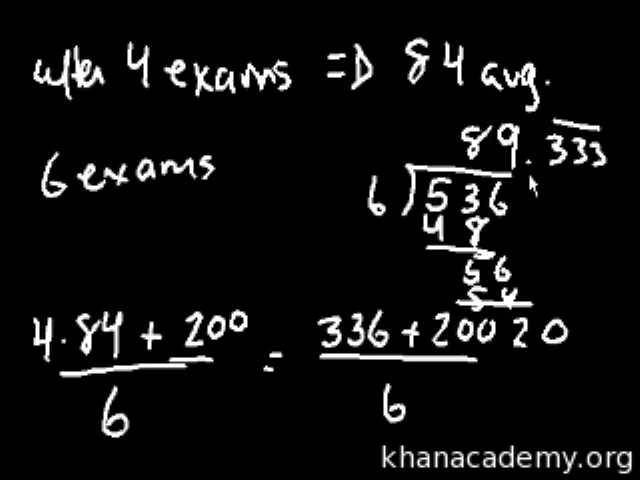 after 4 exams => 84 avg.
6 exams
89.333
6 536
48
56
54
20
4·84 + 200 = 336 + 200
6 6
khanacademy.org